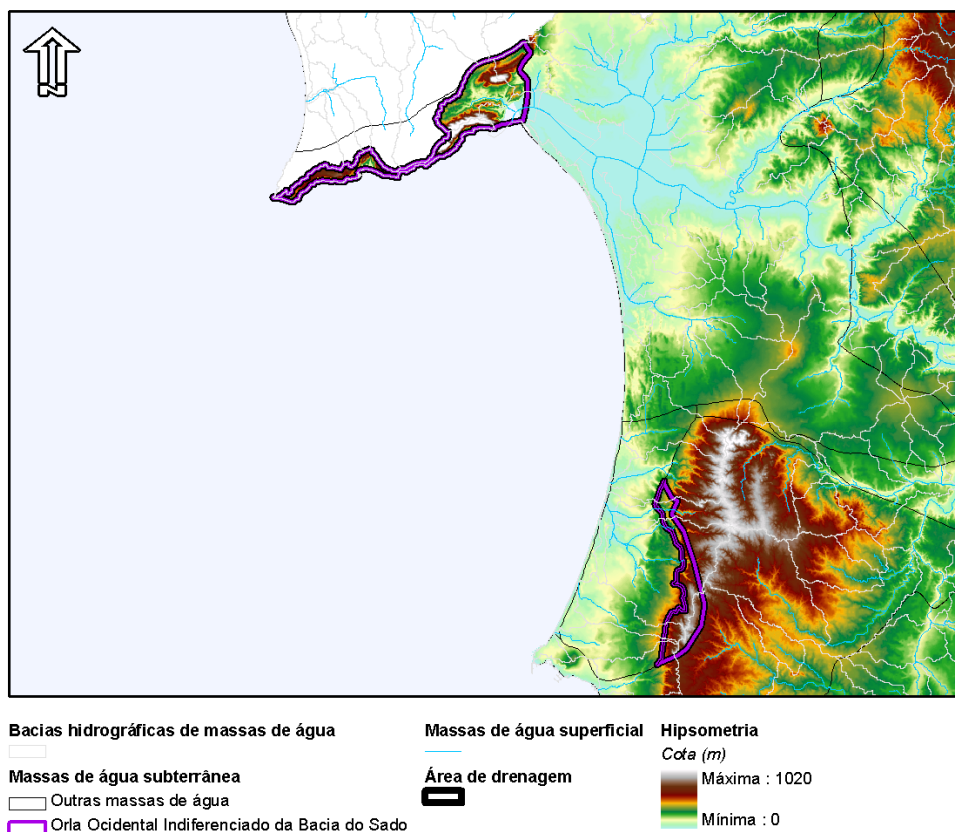 N
Bacias hidrográficas de massas de água
Massas de água subterrânea
Outras massas de água
Orla Ocidental Indiferenciado da Bacia do Sado
Massas de água superficial
Área de drenagem
Hipsometria
Cota (m)
Máxima : 1020
Mínima : 0